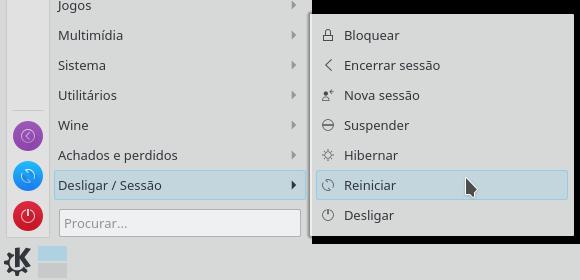 Jogos
Multimídia
Sistema
Utilitários
Wine
Achados e perdidos
Desligar / Sessão
Procurar...
Bloquear
Encerrar sessão
Nova sessão
Suspender
Hibernar
Reiniciar
Desligar